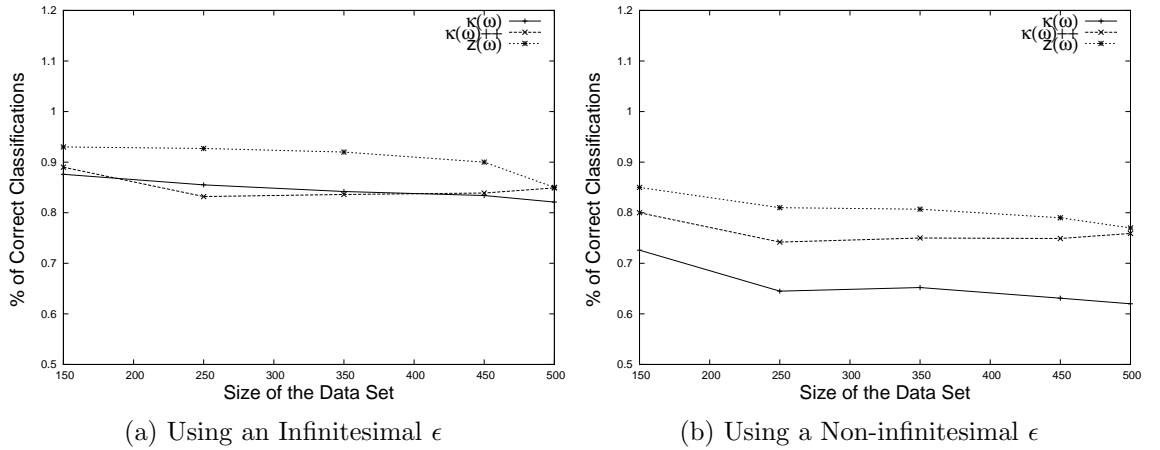 1.2
1.1
1
0.9
0.8
0.7
0.6
0.5
% of Correct Classifications
150 200 250 300 350 400 450 500
Size of the Data Set
κ(ω)
κ(ω)++
z(ω)
(a) Using an Infinitesimal ϵ
1.2
1.1
1
0.9
0.8
0.7
0.6
0.5
% of Correct Classifications
150 200 250 300 350 400 450 500
Size of the Data Set
κ(ω)
κ(ω)++
z(ω)
(b) Using a Non-infinitesimal ϵ